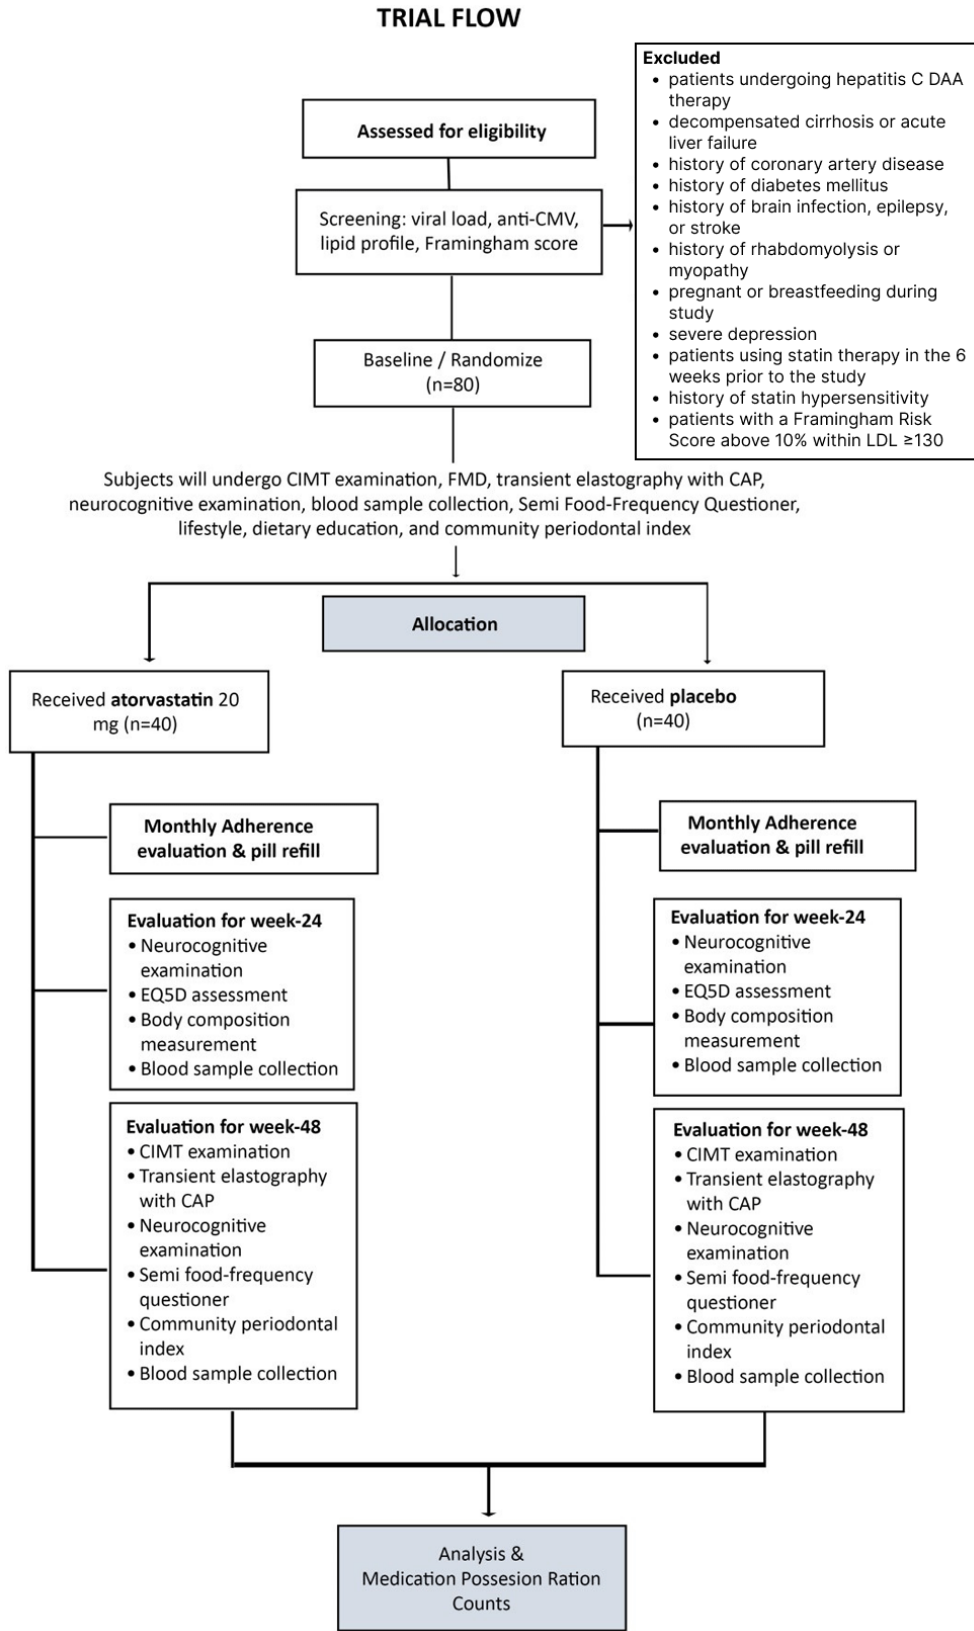 TRIAL FLOW
Assessed for eligibility
Screening: viral load, anti-CMV,
lipid profile, Framingham score
Excluded
• patients undergoing hepatitis C DAA
therapy
• decompensated cirrhosis or acute
liver failure
• history of coronary artery disease
• history of diabetes mellitus
• history of brain infection, epilepsy,
or stroke
• history of rhabdomyolysis or
myopathy
• pregnant or breastfeeding during
study
• severe depression
• patients using statin therapy in the 6
weeks prior to the study
• history of statin hypersensitivity
• patients with a Framingham Risk
Score above 10% within LDL ≥130
Baseline / Randomize
(n=80)
Subjects will undergo CIMT examination, FMD, transient elastography with CAP,
neurocognitive examination, blood sample collection, Semi Food-Frequency Questioner,
lifestyle, dietary education, and community periodontal index
Allocation
Received atorvastatin 20
mg (n=40)
Monthly Adherence
evaluation & pill refill
Evaluation for week-24
• Neurocognitive
examination
• EQ5D assessment
• Body composition
measurement
• Blood sample collection
Evaluation for week-48
• CIMT examination
• Transient elastography
with CAP
• Neurocognitive
examination
• Semi food-frequency
questioner
• Community periodontal
index
• Blood sample collection
Received placebo
(n=40)
Monthly Adherence
evaluation & pill refill
Evaluation for week-24
• Neurocognitive
examination
• EQ5D assessment
• Body composition
measurement
• Blood sample collection
Evaluation for week-48
• CIMT examination
• Transient elastography
with CAP
• Neurocognitive
examination
• Semi food-frequency
questioner
• Community periodontal
index
• Blood sample collection
Analysis &
Medication Possesion Ration
Counts